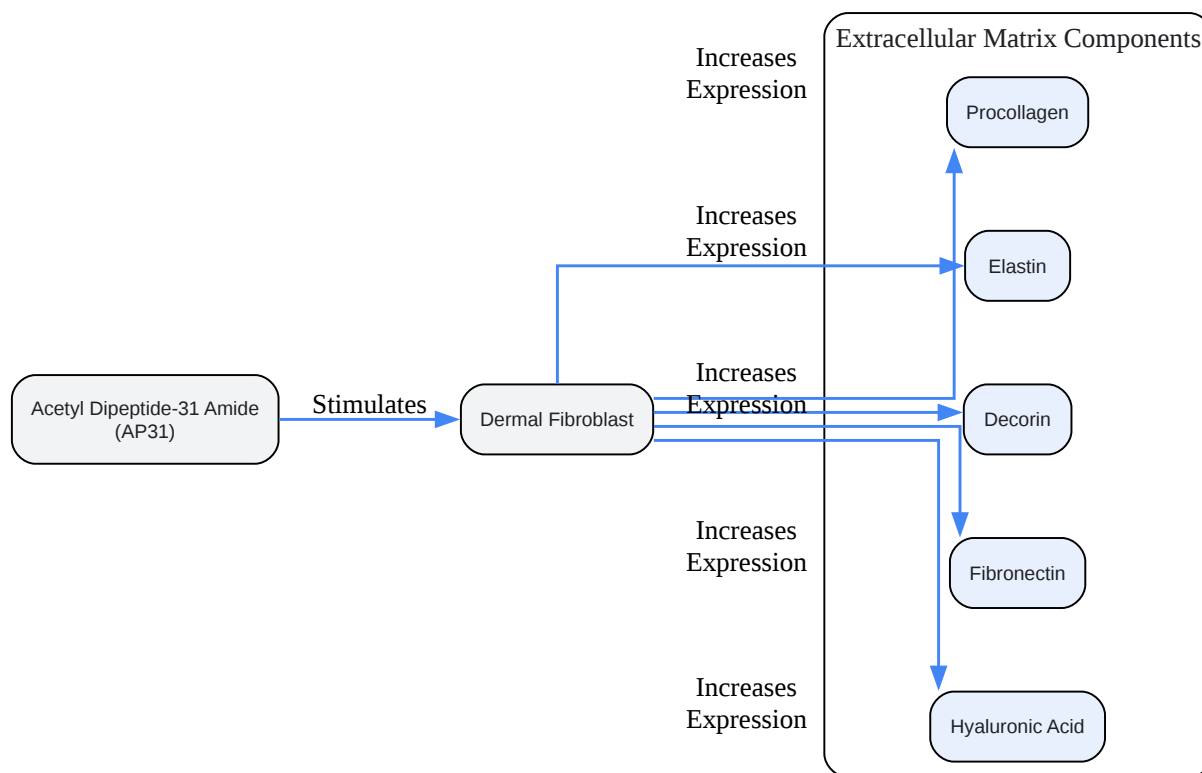 Extracellular Matrix Components
Increases
Expression
Procollagen
Increases
Expression
Elastin
Acetyl Dipeptide-31 Amide
(AP31)
Stimulates
Dermal Fibroblast
Increases
Expression
Decorin
Increases
Expression
Fibronectin
Increases
Expression
Hyaluronic Acid